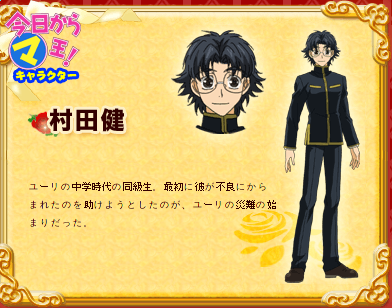 今日から
マ王!
キャラクター
村田健
ユーリの中学時代の同級生。最初に彼が不良にから
まれたのを助けようとしたのが、ユーリの災難の始
まりだった。